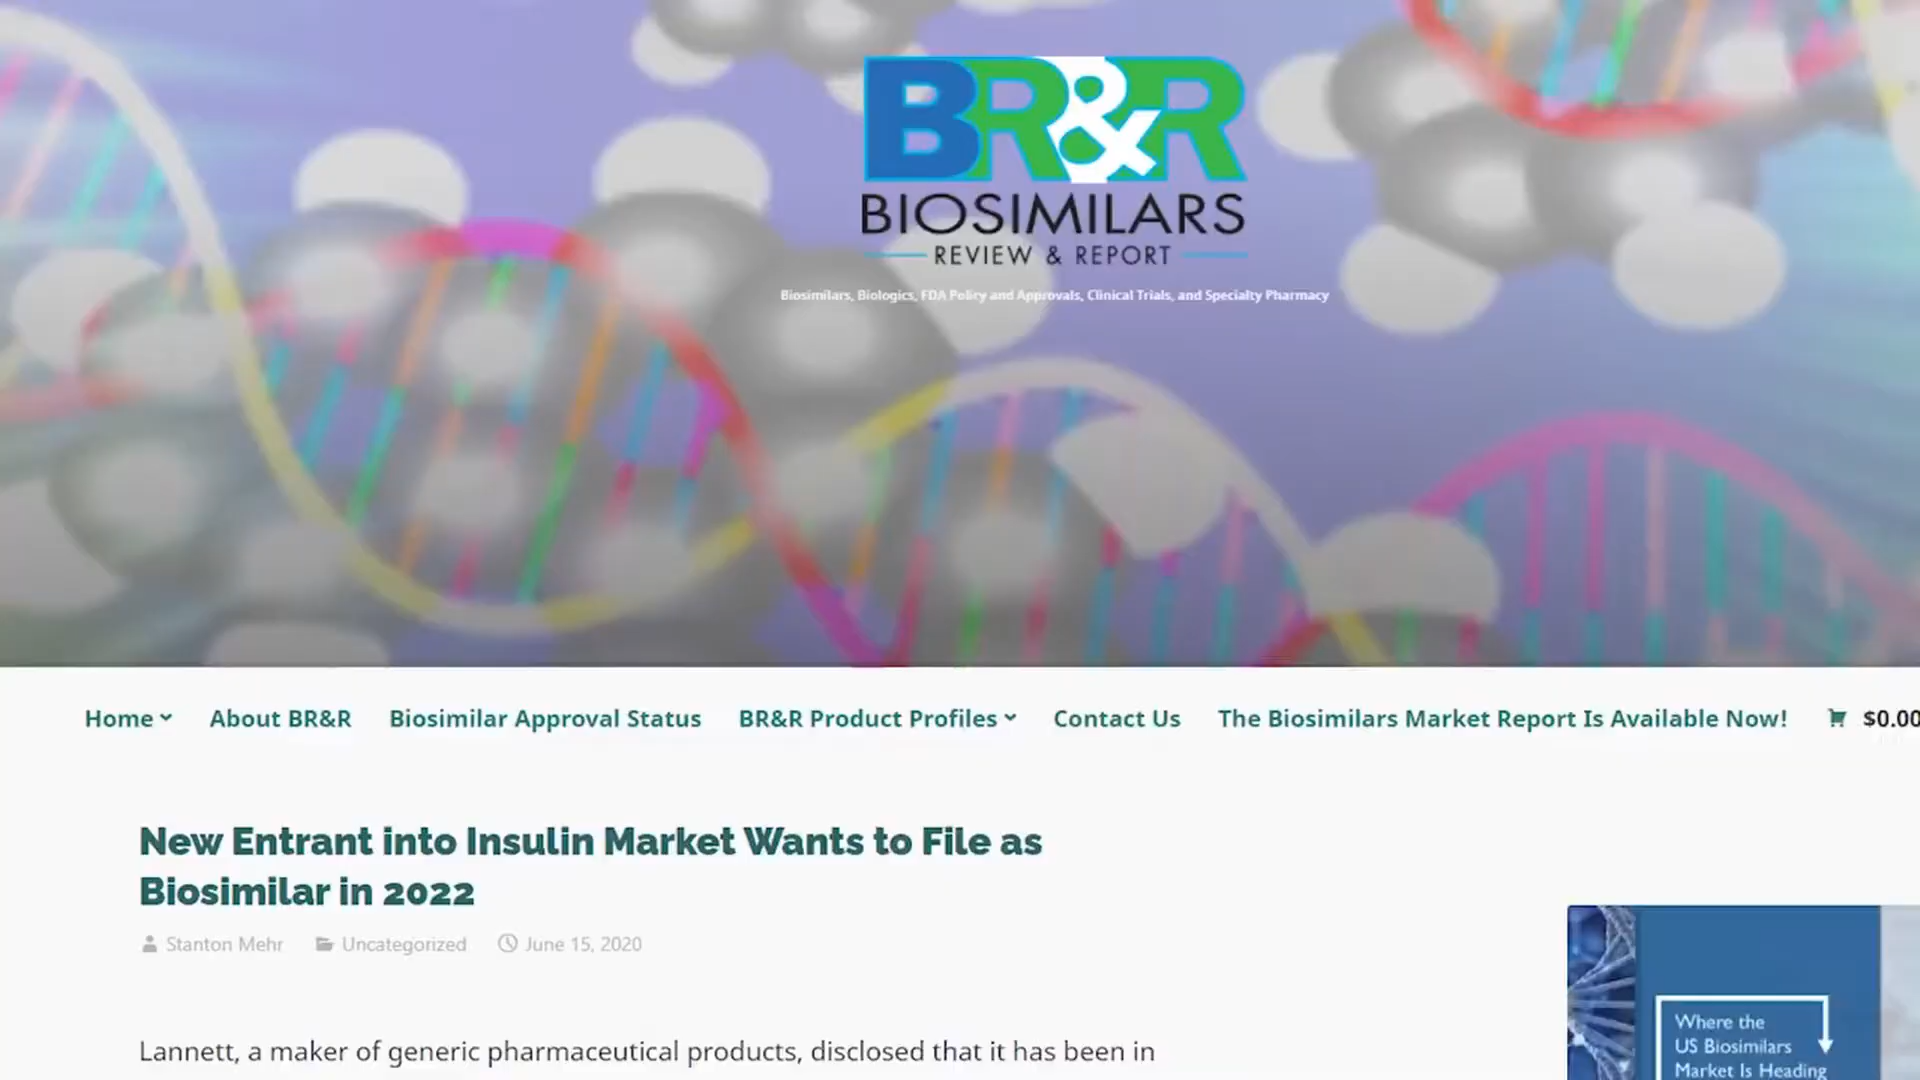 BR&R
BIOSIMILARS
REVIEW & REPORT
Biosimilars, Biologics, FDA Policy and Approvals, Clinical Trials, and Specialty Pharmacy
Home About BR&R Biosimilar Approval Status BR&R Product Profiles Contact Us The Biosimilars Market Report Is Available Now! $0.00
New Entrant into Insulin Market Wants to File as
Biosimilar in 2022
Stanton Mehr Uncategorized June 15, 2020
Lannett, a maker of generic pharmaceutical products, disclosed that it has been in
Where the
US Biosimilars
Market Is Heading